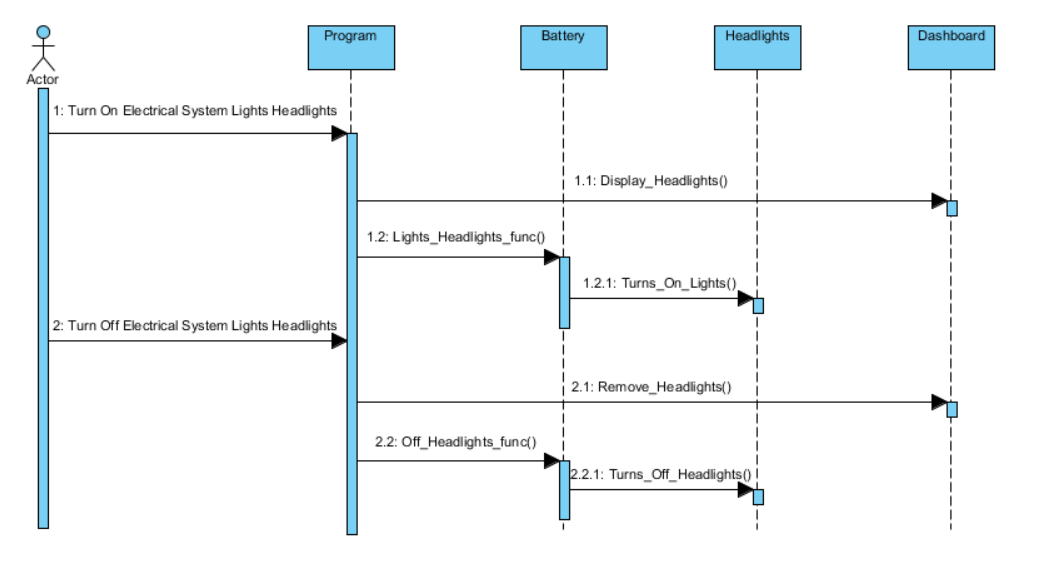 Program
Battery
Headlights
Dashboard
Actor
1: Turn On Electrical System Lights Headlights
1.1: Display_Headlights()
1.2: Lights_Headlights_func()
1.2.1: Turns_On_Lights()
2: Turn Off Electrical System Lights Headlights
2.1: Remove_Headlights()
2.2: Off_Headlights_func()
2.2.1: Turns_Off_Headlights()